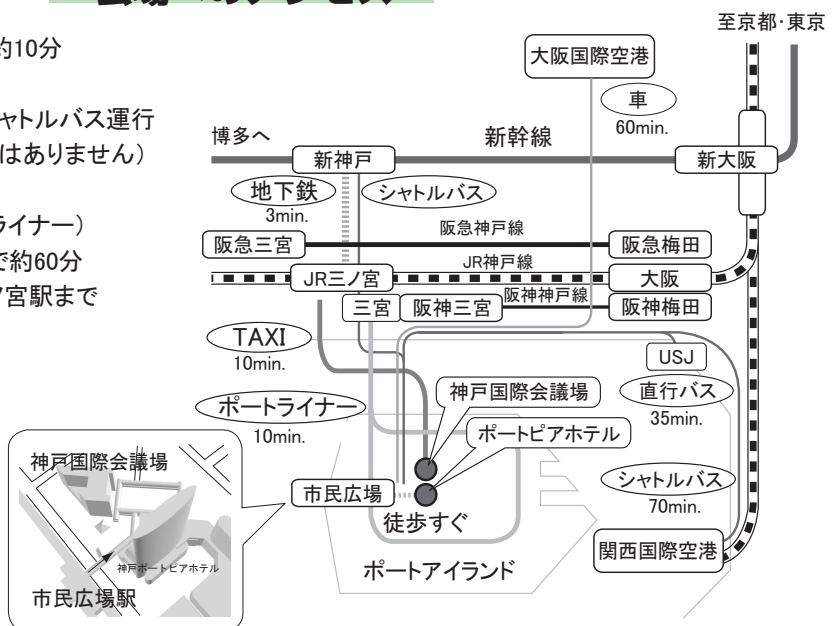 至京都・東京
約10分
大阪国際空港
車
60min.
シャトルバス運行
はありません）
博多へ
新幹線
新神戸
新大阪
地下鉄
3min.
シャトルバス
ライナー）
で約60分
ノ宮駅まで
阪急神戸線
阪急三宮
阪急梅田
JR神戸線
JR三ノ宮
大阪
阪神神戸線
三宮
阪神三宮
阪神梅田
TAXI
10min.
USJ
直行バス
35min.
神戸国際会議場
ポートライナー
10min.
ポートピアホテル
市民広場
徒歩すぐ
シャトルバス
70min.
関西国際空港
ポートアイランド
神戸国際会議場
神戸ポートピアホテル
市民広場駅